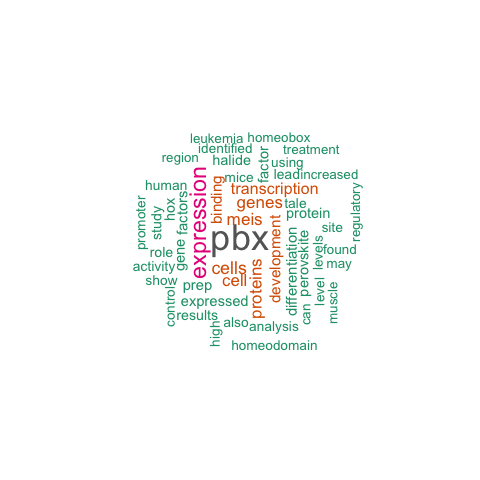 leukemia
homeobox
identified
treatment
region
halide
factor
using
human
mice
lead
increased
binding
transcription
expression
genes
tale
hox
factors
meis
protein
regulatory
promoter
study
pbx
site
role
gene
development
differentiation
perovskite
levels
found
activity
cells
may
show
prep
cell
proteins
level
muscle
control
expressed
can
results
high
also
analysis
homeodomain